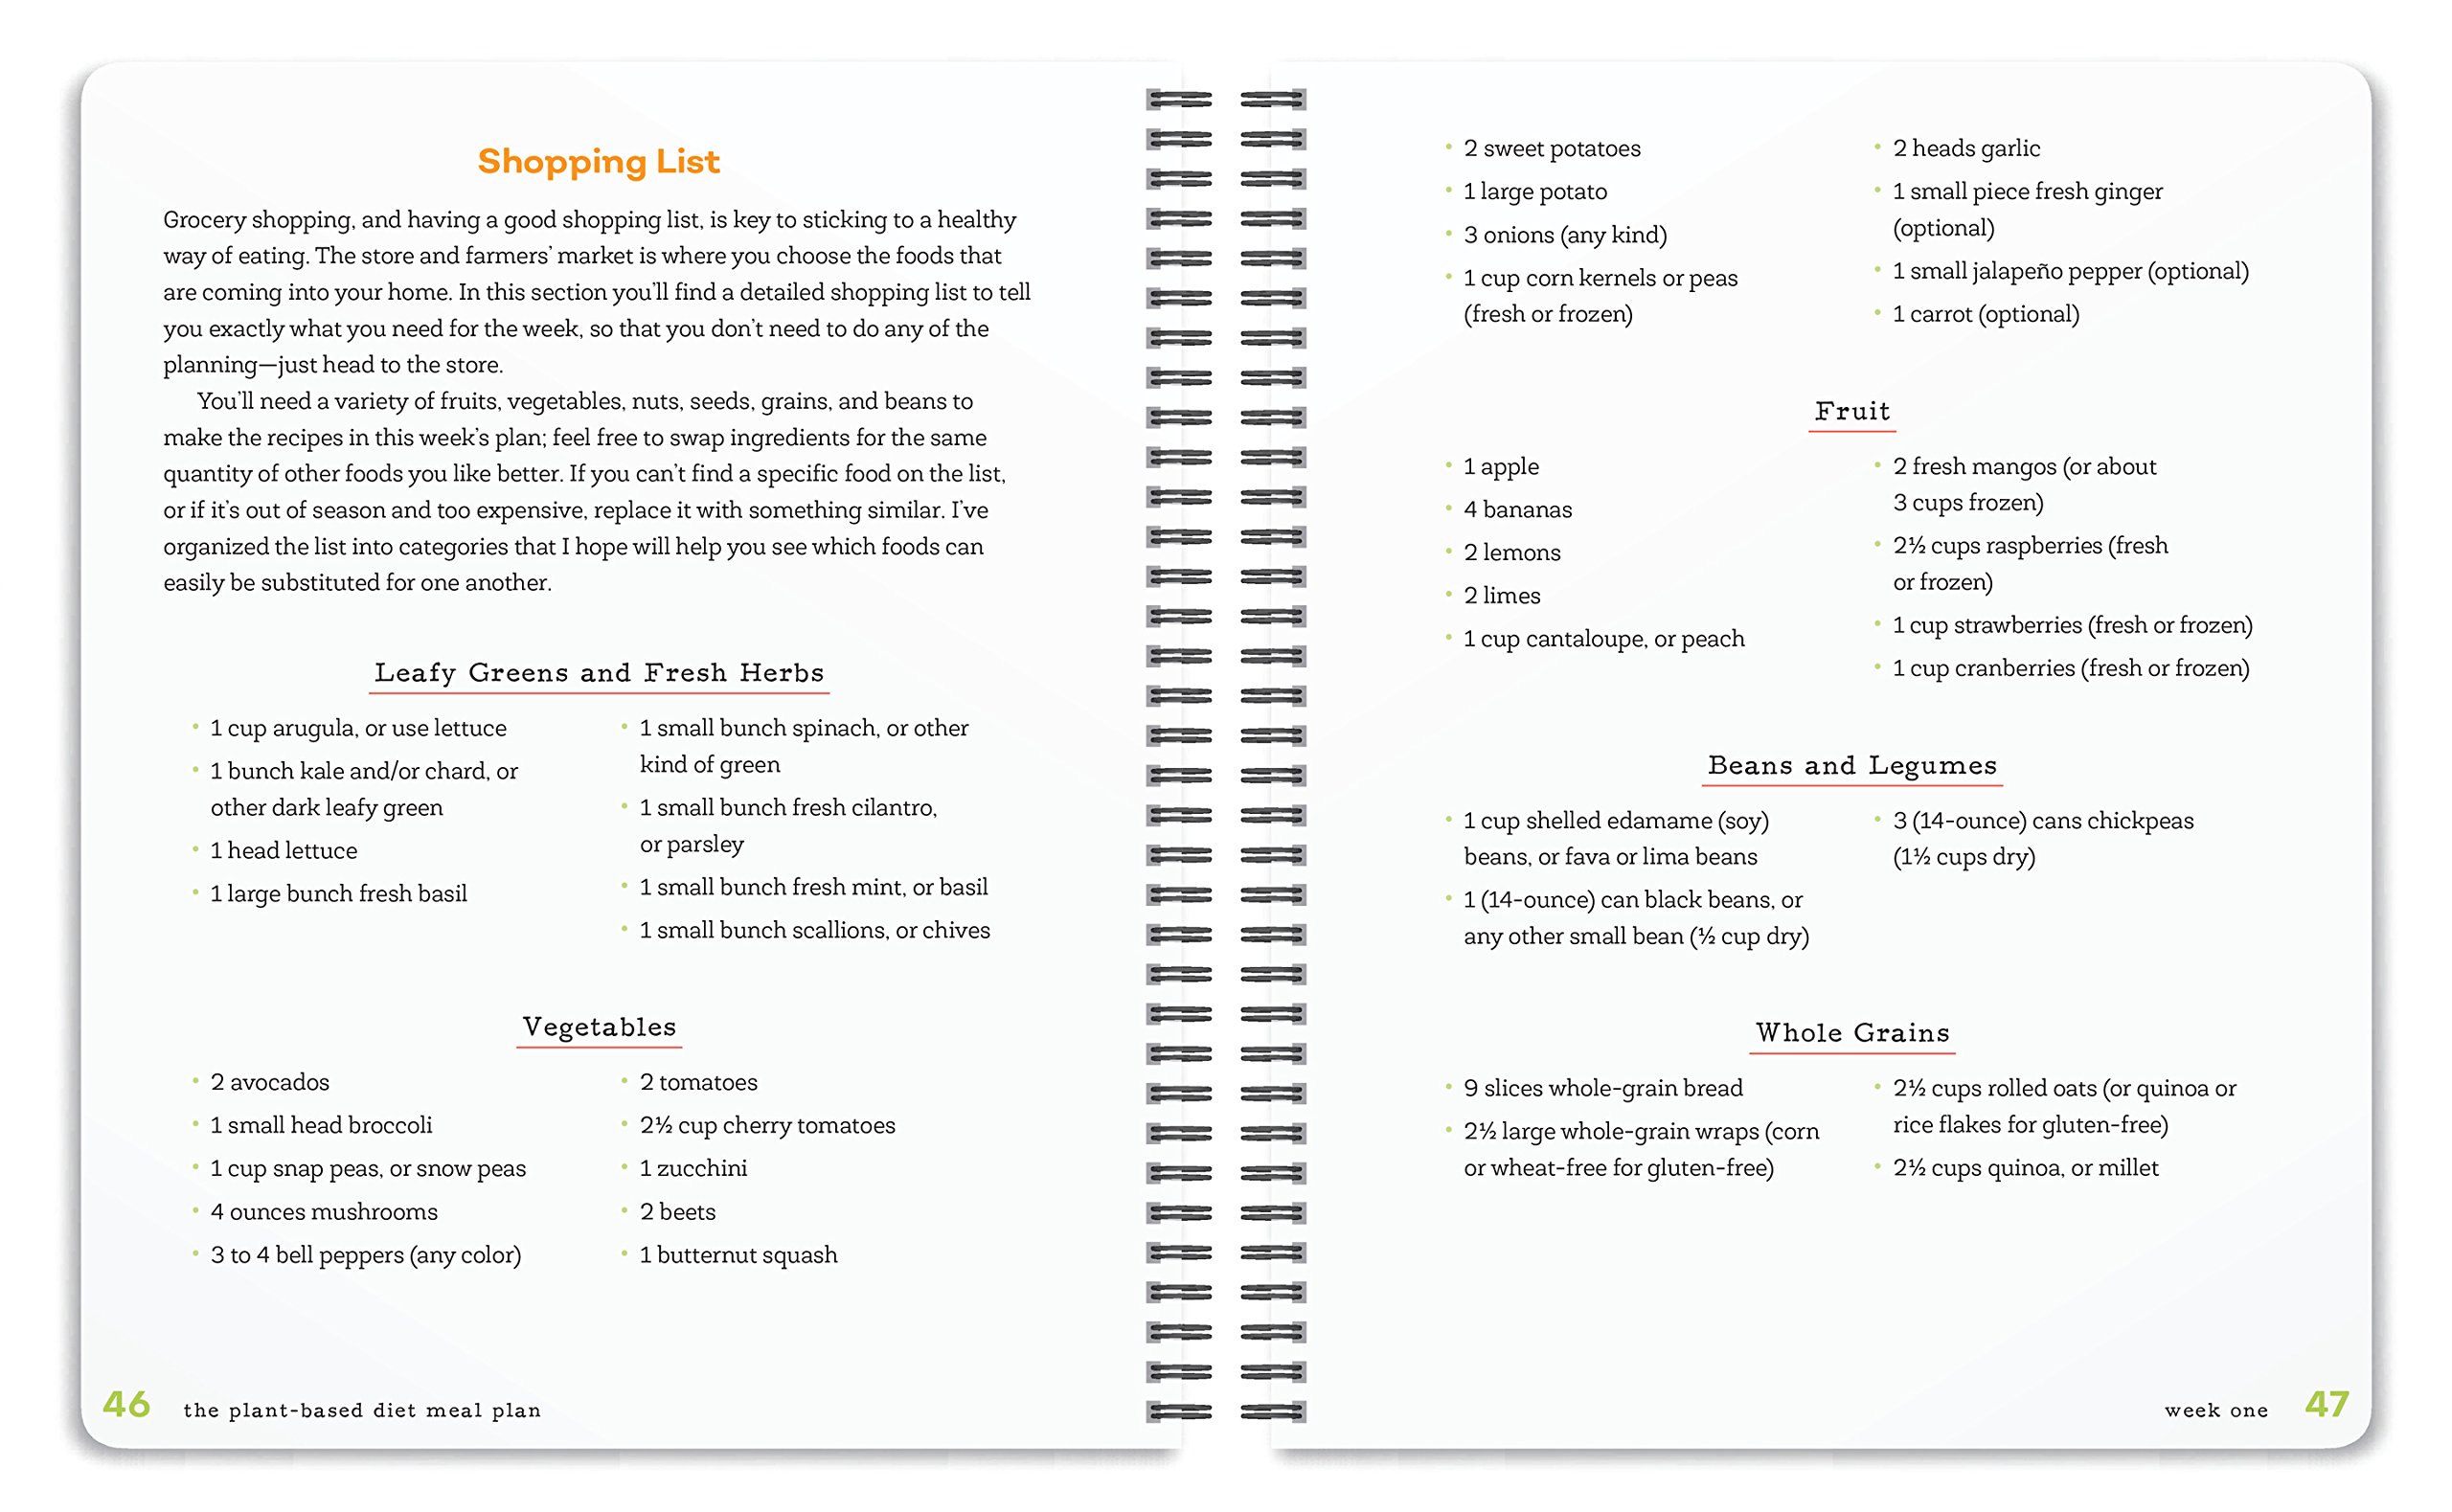 Shopping List
Grocery shopping, and having a good shopping list, is key to sticking to a healthy
way of eating. The store and farmers’ market is where you choose the foods that
are coming into your home. In this section you’ll find a detailed shopping list to tell
you exactly what you need for the week, so that you don’t need to do any of the
planning—just head to the store.
You’ll need a variety of fruits, vegetables, nuts, seeds, grains, and beans to
make the recipes in this week’s plan; feel free to swap ingredients for the same
quantity of other foods you like better. If you can’t find a specific food on the list,
or if it’s out of season and too expensive, replace it with something similar. I’ve
organized the list into categories that I hope will help you see which foods can
easily be substituted for one another.
Leafy Greens and Fresh Herbs
• 1 cup arugula, or use lettuce
• 1 bunch kale and/or chard, or
other dark leafy green
• 1 head lettuce
• 1 large bunch fresh basil
• 1 small bunch spinach, or other
kind of green
• 1 small bunch fresh cilantro,
or parsley
• 1 small bunch fresh mint, or basil
• 1 small bunch scallions, or chives
Vegetables
• 2 avocados
• 1 small head broccoli
• 1 cup snap peas, or snow peas
• 4 ounces mushrooms
• 3 to 4 bell peppers (any color)
• 2 tomatoes
• 2½ cup cherry tomatoes
• 1 zucchini
• 2 beets
• 1 butternut squash
46 the plant-based diet meal plan
• 2 sweet potatoes
• 1 large potato
• 3 onions (any kind)
• 1 cup corn kernels or peas
(fresh or frozen)
• 2 heads garlic
• 1 small piece fresh ginger
(optional)
• 1 small jalapeño pepper (optional)
• 1 carrot (optional)
Fruit
• 1 apple
• 4 bananas
• 2 lemons
• 2 limes
• 1 cup cantaloupe, or peach
• 2 fresh mangos (or about
3 cups frozen)
• 2½ cups raspberries (fresh
or frozen)
• 1 cup strawberries (fresh or frozen)
• 1 cup cranberries (fresh or frozen)
Beans and Legumes
• 1 cup shelled edamame (soy)
beans, or fava or lima beans
• 1 (14-ounce) can black beans, or
any other small bean (½ cup dry)
• 3 (14-ounce) cans chickpeas
(1½ cups dry)
Whole Grains
• 9 slices whole-grain bread
• 2½ large whole-grain wraps (corn
or wheat-free for gluten-free)
• 2½ cups rolled oats (or quinoa or
rice flakes for gluten-free)
• 2½ cups quinoa, or millet
week one 47